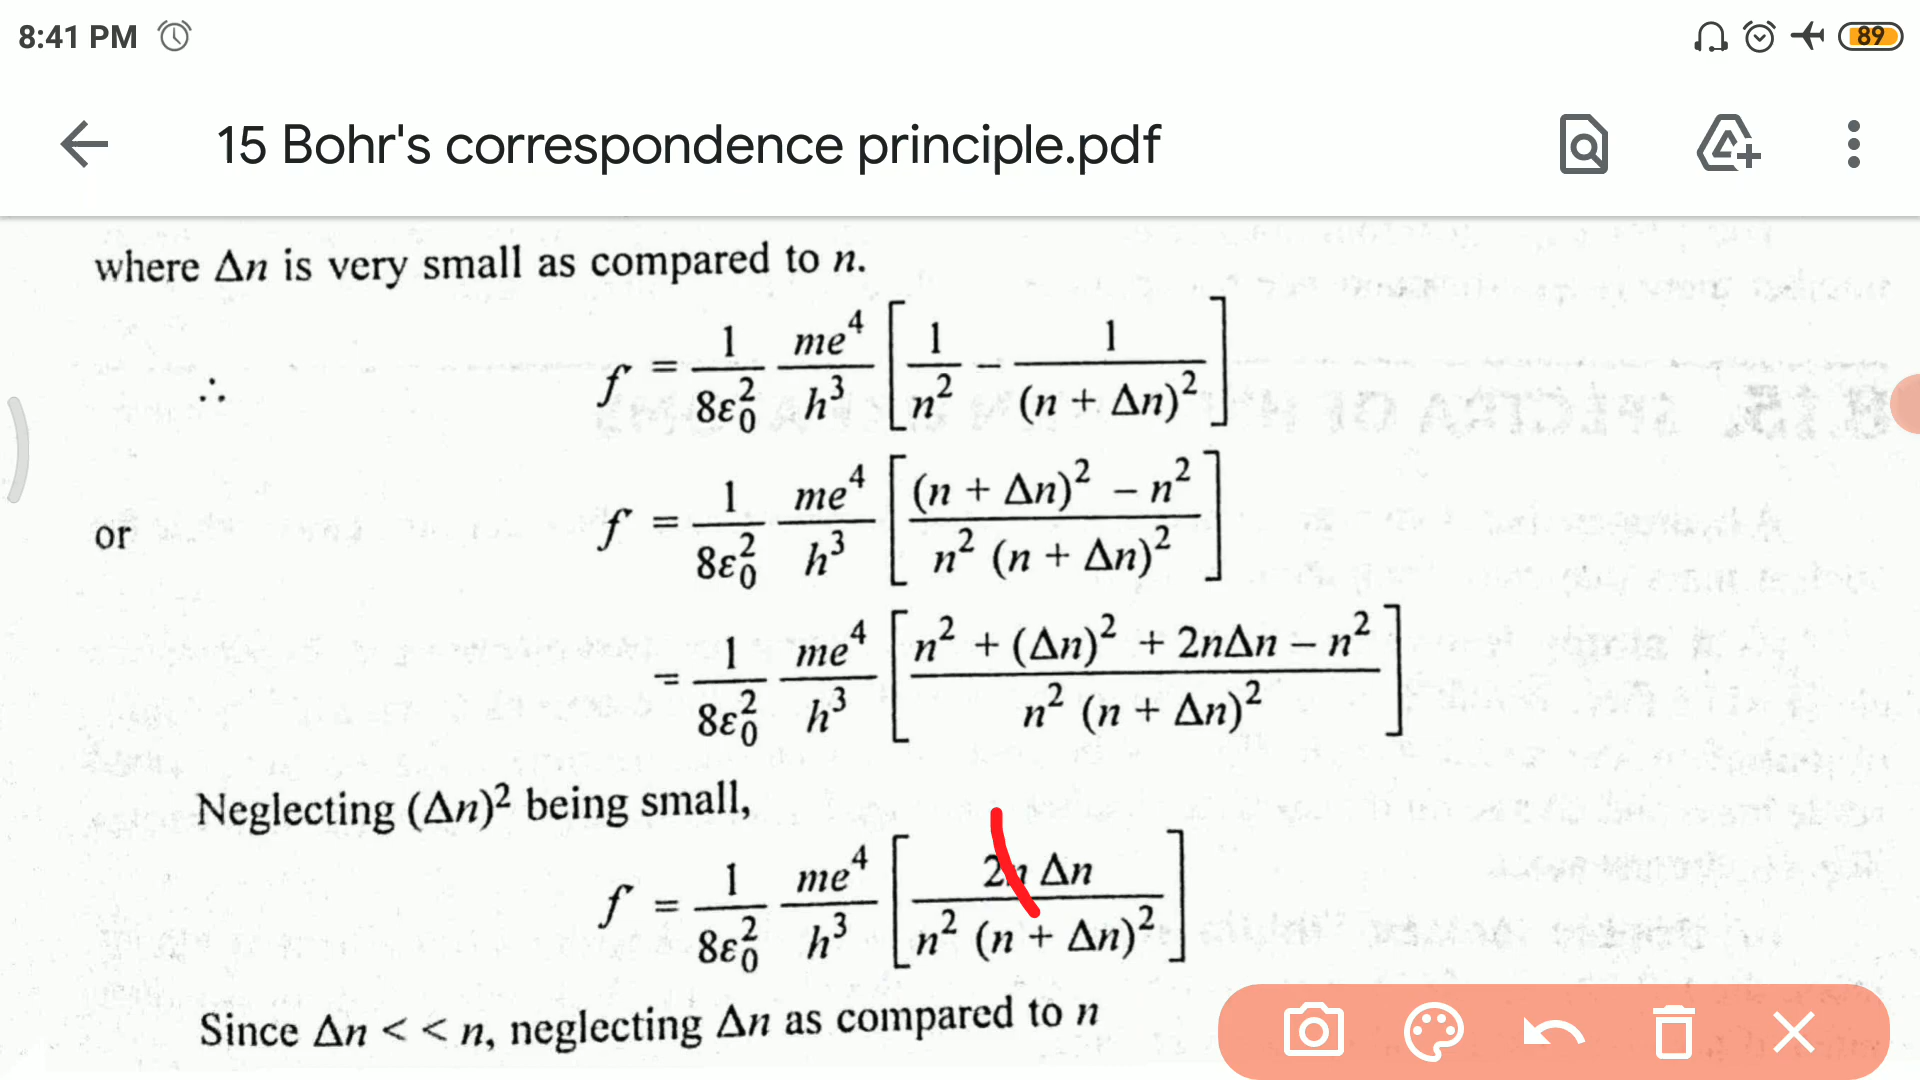 8:41 PM
89
15 Bohr's correspondence principle.pdf
where Δn is very small as compared to n.
∴ f = 1/8ε₀² me⁴/h³ [1/n² − 1/(n + Δn)²]
or f = 1/8ε₀² me⁴/h³ [(n + Δn)² − n² / n² (n + Δn)²]
= 1/8ε₀² me⁴/h³ [n² + (Δn)² + 2nΔn − n² / n² (n + Δn)²]
Neglecting (Δn)² being small,
f = 1/8ε₀² me⁴/h³ [2n Δn / n² (n + Δn)²]
Since Δn < < n, neglecting Δn as compared to n